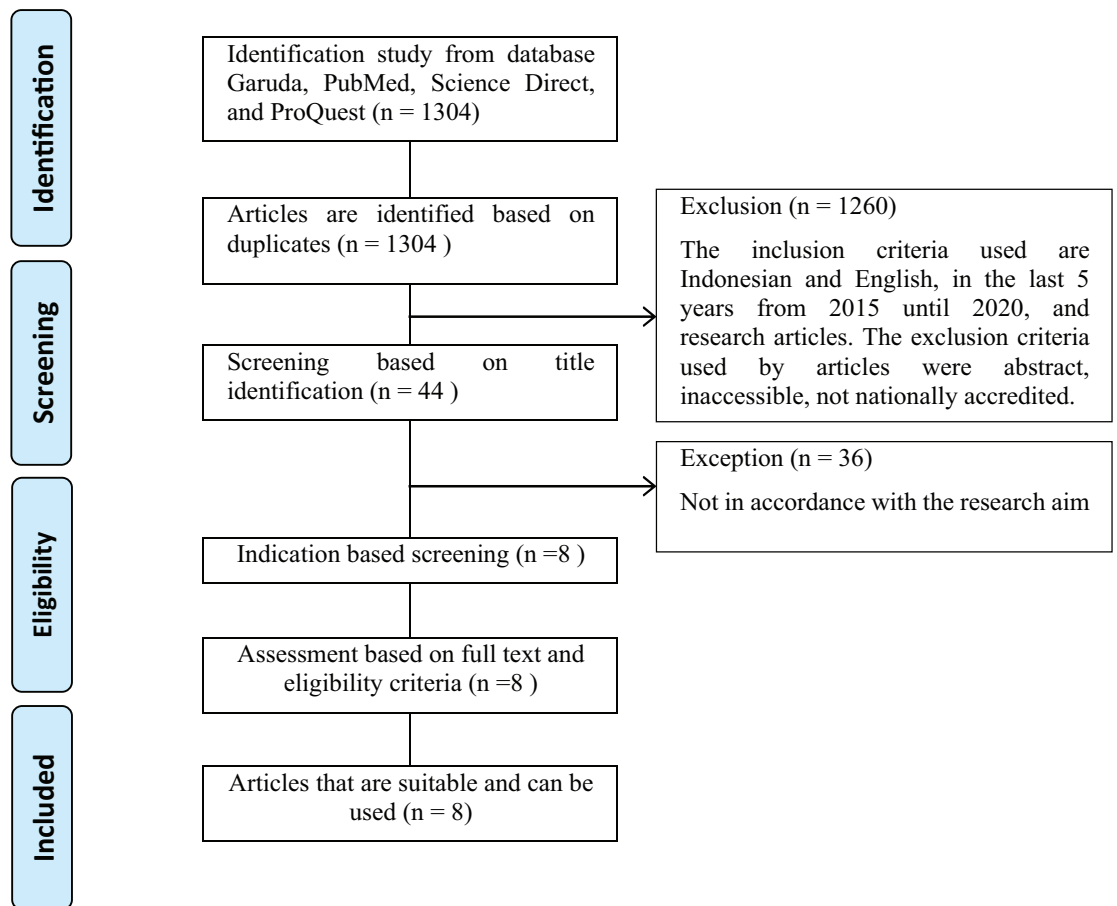 Identification
Identification study from database
Garuda, PubMed, Science Direct,
and ProQuest (n = 1304)
Articles are identified based on
duplicates (n = 1304 )
Exclusion (n = 1260)
The inclusion criteria used are
Indonesian and English, in the last 5
years from 2015 until 2020, and
research articles. The exclusion criteria
used by articles were abstract,
inaccessible, not nationally accredited.
Screening
Screening based on title
identification (n = 44 )
Exception (n = 36)
Not in accordance with the research aim
Eligibility
Indication based screening (n =8 )
Assessment based on full text and
eligibility criteria (n =8 )
Included
Articles that are suitable and can be
used (n = 8)